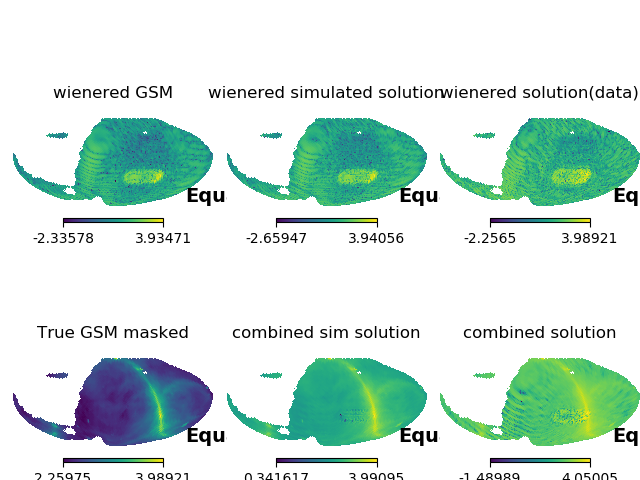 wienered GSM wienered simulated solution wienered solution(data)
Equ Equ Eq
-2.33578 3.93471 -2.65947 3.94056 -2.2565 3.98921
True GSM masked combined sim solution combined solution
Equ Equ Eq
2.25975 3.98921 0.341617 3.99095 -1.48989 4.05005